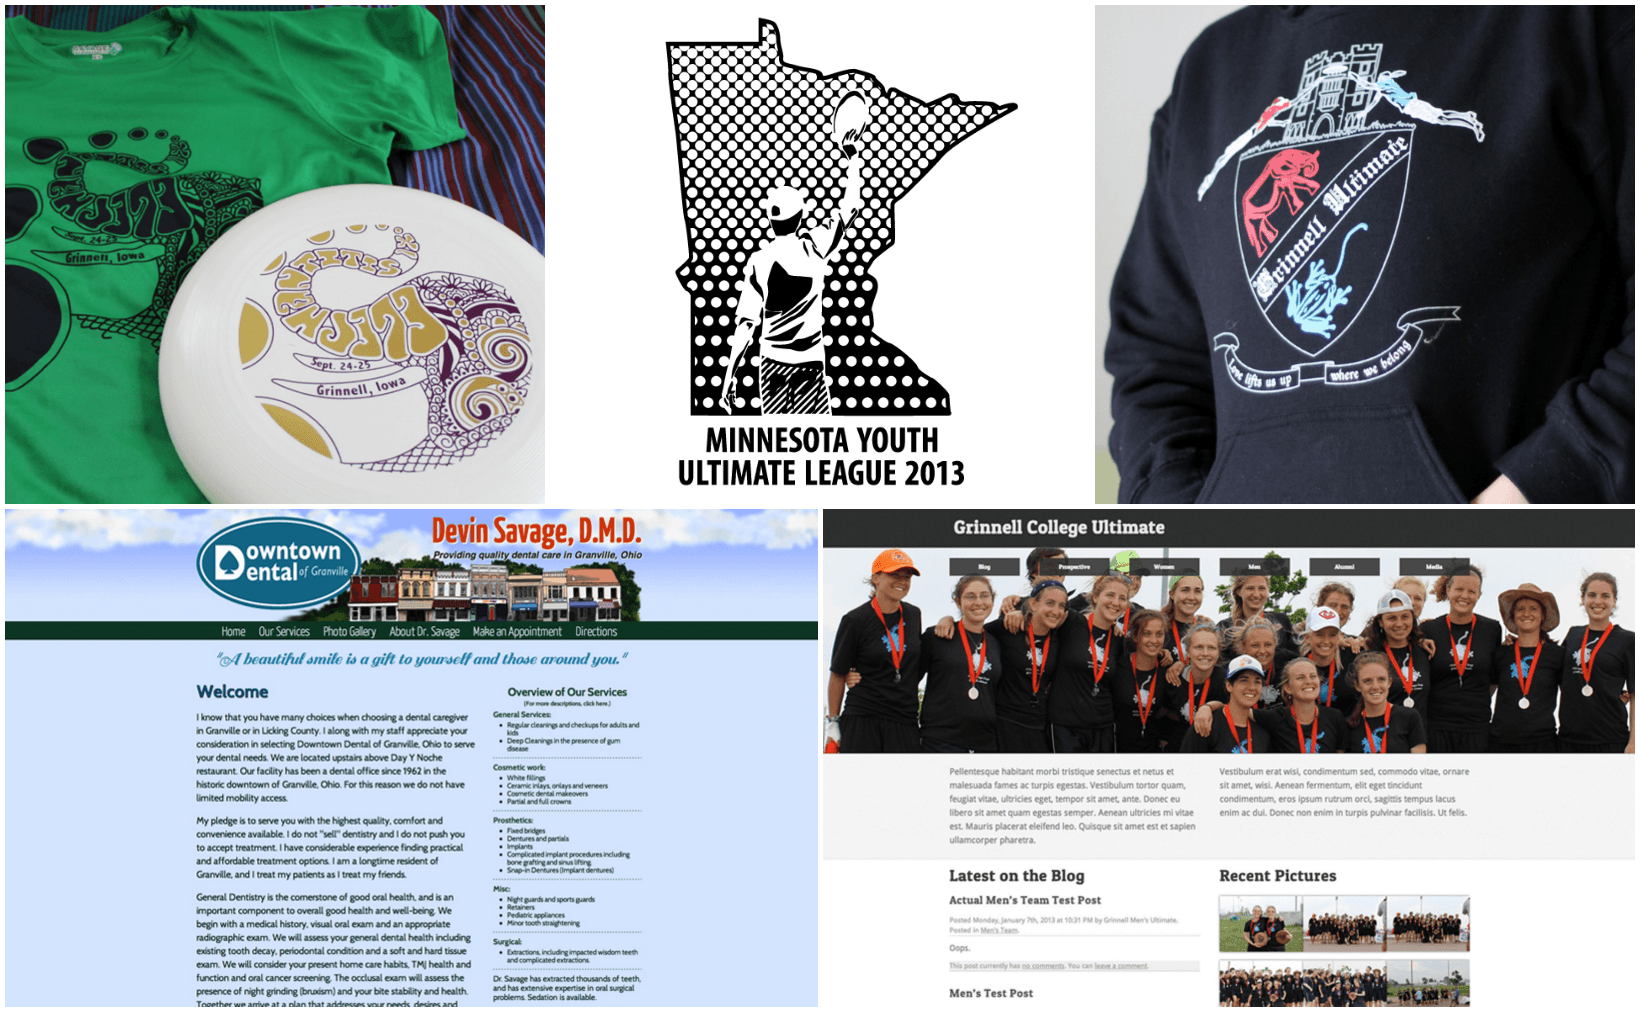 SAVAGE
ELEPHANTITIS
Sept. 24-25
Grinnell, Iowa
ELEPHANTITIS
Sept. 24-25
Grinnell, Iowa
MINNESOTA YOUTH
ULTIMATE LEAGUE 2013
Grinnell Ultimate
Love lifts us up where we belong
Downtown
Dental of Granville
Devin Savage, D.M.D.
Providing quality dental care in Granville, Ohio
Home Our Services Photo Gallery About Dr. Savage Make an Appointment Directions
"A beautiful smile is a gift to yourself and those around you."
Welcome
I know that you have many choices when choosing a dental caregiver
in Granville or in Licking County. I along with my staff appreciate your
consideration in selecting Downtown Dental of Granville, Ohio to serve
your dental needs. We are located upstairs above Day Y Noche
restaurant. Our facility has been a dental office since 1962 in the
historic downtown of Granville, Ohio. For this reason we do not have
limited mobility access.
My pledge is to serve you with the highest quality, comfort and
convenience available. I do not "sell" dentistry and I do not push you
to accept treatment. I have considerable experience finding practical
and affordable treatment options. I am a longtime resident of
Granville, and I treat my patients as I treat my friends.
General Dentistry is the cornerstone of good oral health, and is an
important component to overall good health and well-being. We
begin with a medical history, visual oral exam and an appropriate
radiographic exam. We will assess your general dental health including
existing tooth decay, periodontal condition and a soft and hard tissue
exam. We will consider your present home care habits, TMJ health and
function and oral cancer screening. The occlusal exam will assess the
presence of night grinding (bruxism) and your bite stability and health.
Together we arrive at a plan that addresses your needs, desires and
Overview of Our Services
(For more descriptions, click here.)
General Services:
Regular cleanings and checkups for adults and
kids
Deep Cleanings in the presence of gum
disease
Cosmetic work:
White fillings
Ceramic inlays, onlays and veneers
Cosmetic dental makeovers
Partial and full crowns
Prosthetics:
Fixed bridges
Dentures and partials
Implants
Complicated implant procedures including
bone grafting and sinus lifting.
Snap-in Dentures (Implant dentures)
Misc:
Night guards and sports guards
Retainers
Pediatric appliances
Minor tooth straightening
Surgical:
Extractions, including impacted wisdom teeth
and complicated extractions.
Dr. Savage has extracted thousands of teeth,
and has extensive expertise in oral surgical
problems. Sedation is available.
Grinnell College Ultimate
Blog Prospective Women Men Alumni Media
Pellentesque habitant morbi tristique senectus et netus et
malesuada fames ac turpis egestas. Vestibulum tortor quam,
feugiat vitae, ultricies eget, tempor sit amet, ante. Donec eu
libero sit amet quam egestas semper. Aenean ultricies mi vitae
est. Mauris placerat eleifend leo. Quisque sit amet est et sapien
ullamcorper pharetra.
Vestibulum erat wisi, condimentum sed, commodo vitae, ornare
sit amet, wisi. Aenean fermentum, elit eget tincidunt
condimentum, eros ipsum rutrum orci, sagittis tempus lacus
enim ac dui. Donec non enim in turpis pulvinar facilisis. Ut felis.
Latest on the Blog
Actual Men's Team Test Post
Posted Monday, January 7th, 2013 at 10:31 PM by Grinnell Men's Ultimate.
Posted in Men's Team.
Oops.
This post currently has no comments. You can leave a comment.
Men's Test Post
Recent Pictures